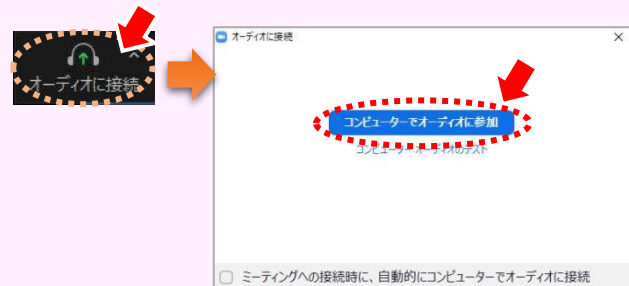 オーディオに接続
オーディオに接続
コンピューターでオーディオに参加
コンピューター オーディオのテスト
ミーティングへの接続時に、自動的にコンピューターでオーディオに接続